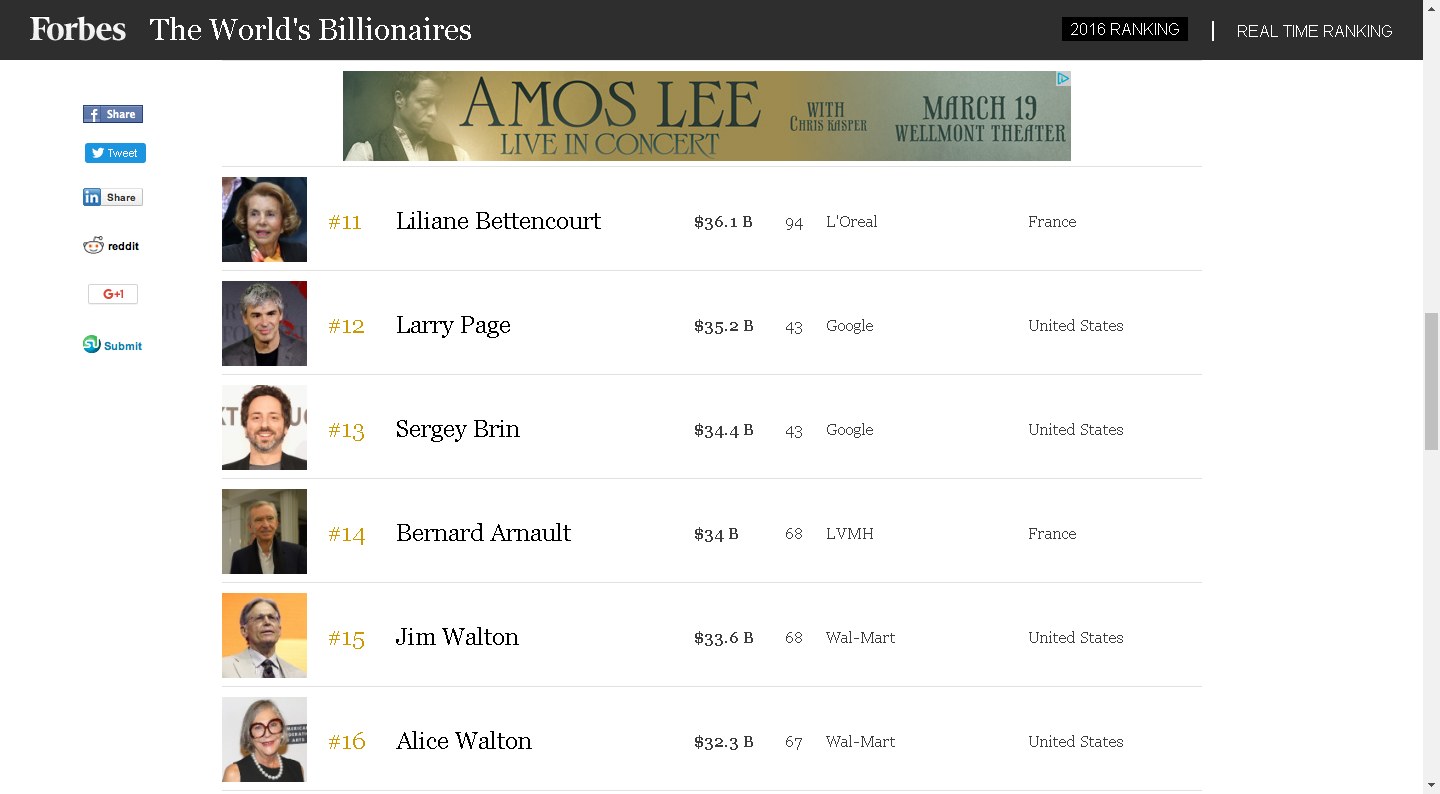 Forbes The World's Billionaires 2016 RANKING | REAL TIME RANKING
AMOS LEE
LIVE IN CONCERT
WITH
CHRIS KASPER
MARCH 19
WELLMONT THEATER
f Share
Tweet
in Share
reddit
G+1
Submit
#11 Liliane Bettencourt $36.1 B 94 L'Oreal France
#12 Larry Page $35.2 B 43 Google United States
#13 Sergey Brin $34.4 B 43 Google United States
#14 Bernard Arnault $34 B 68 LVMH France
#15 Jim Walton $33.6 B 68 Wal-Mart United States
#16 Alice Walton $32.3 B 67 Wal-Mart United States